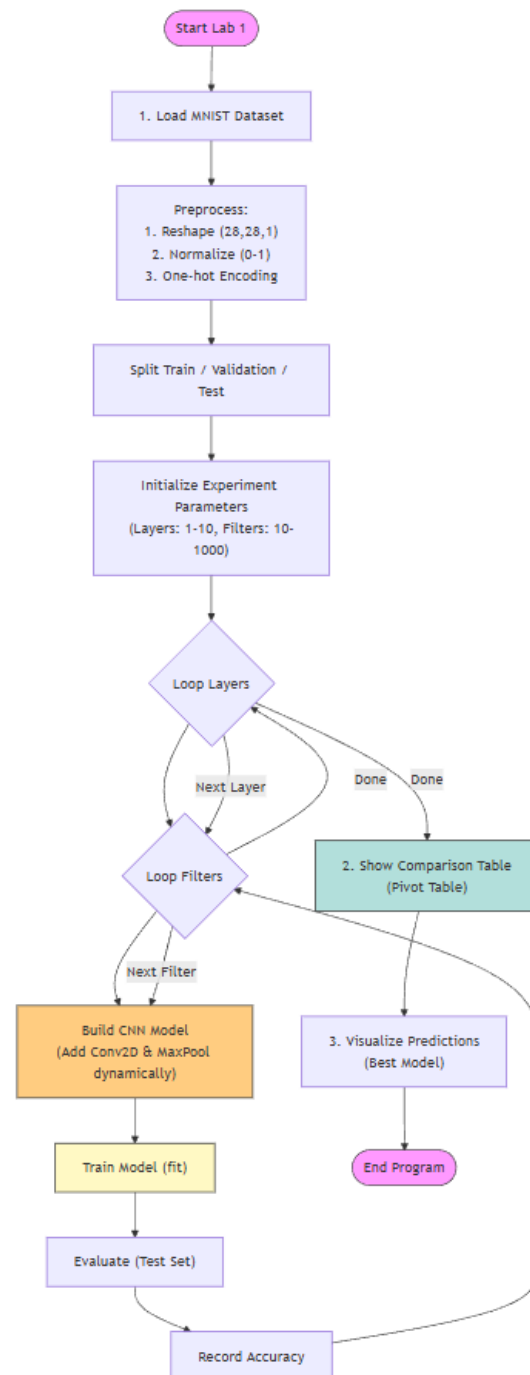 Start Lab 1
1. Load MNIST Dataset
Preprocess:
1. Reshape (28,28,1)
2. Normalize (0-1)
3. One-hot Encoding
Split Train / Validation /
Test
Initialize Experiment
Parameters
(Layers: 1-10, Filters: 10-
1000)
Loop Layers
Next Layer
Done
Done
Loop Filters
2. Show Comparison Table
(Pivot Table)
Next Filter
Build CNN Model
(Add Conv2D & MaxPool
dynamically)
3. Visualize Predictions
(Best Model)
Train Model (fit)
End Program
Evaluate (Test Set)
Record Accuracy